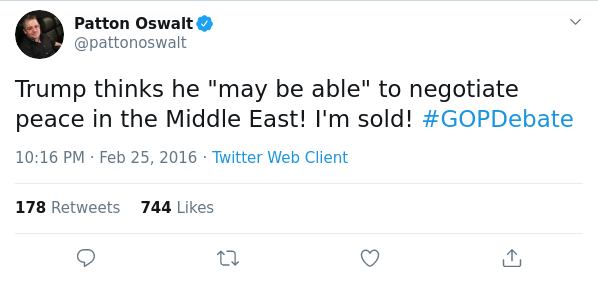 Patton Oswalt
@pattonoswalt
Trump thinks he "may be able" to negotiate
peace in the Middle East! I'm sold! #GOPDebate
10:16 PM · Feb 25, 2016 · Twitter Web Client
178 Retweets 744 Likes